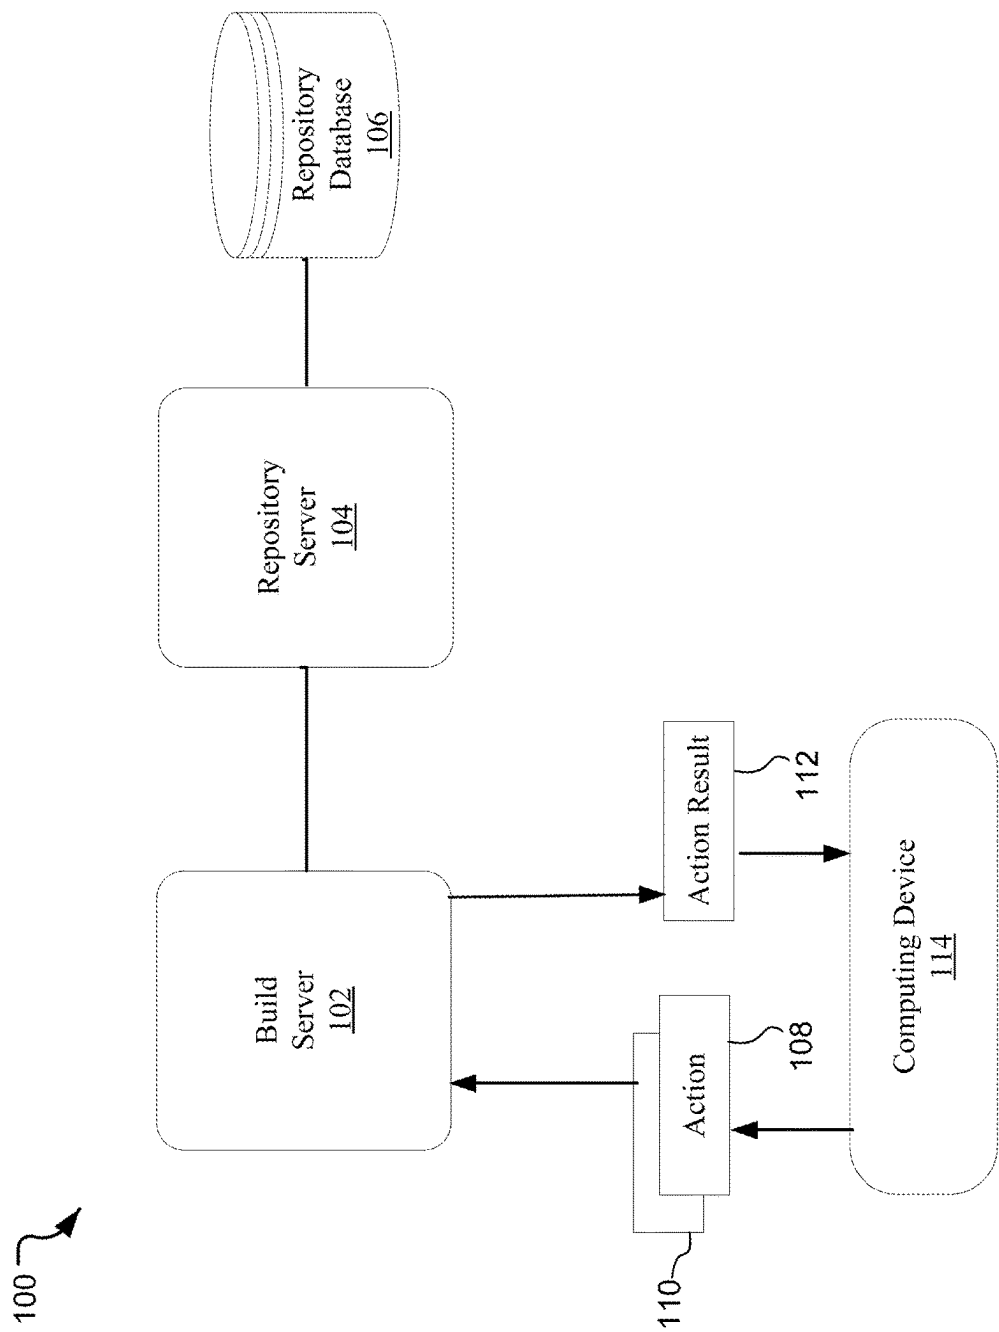 100
Build
Server
102
Repository
Server
104
Repository
Database
106
110
Action
108
Action Result
112
Computing Device
114